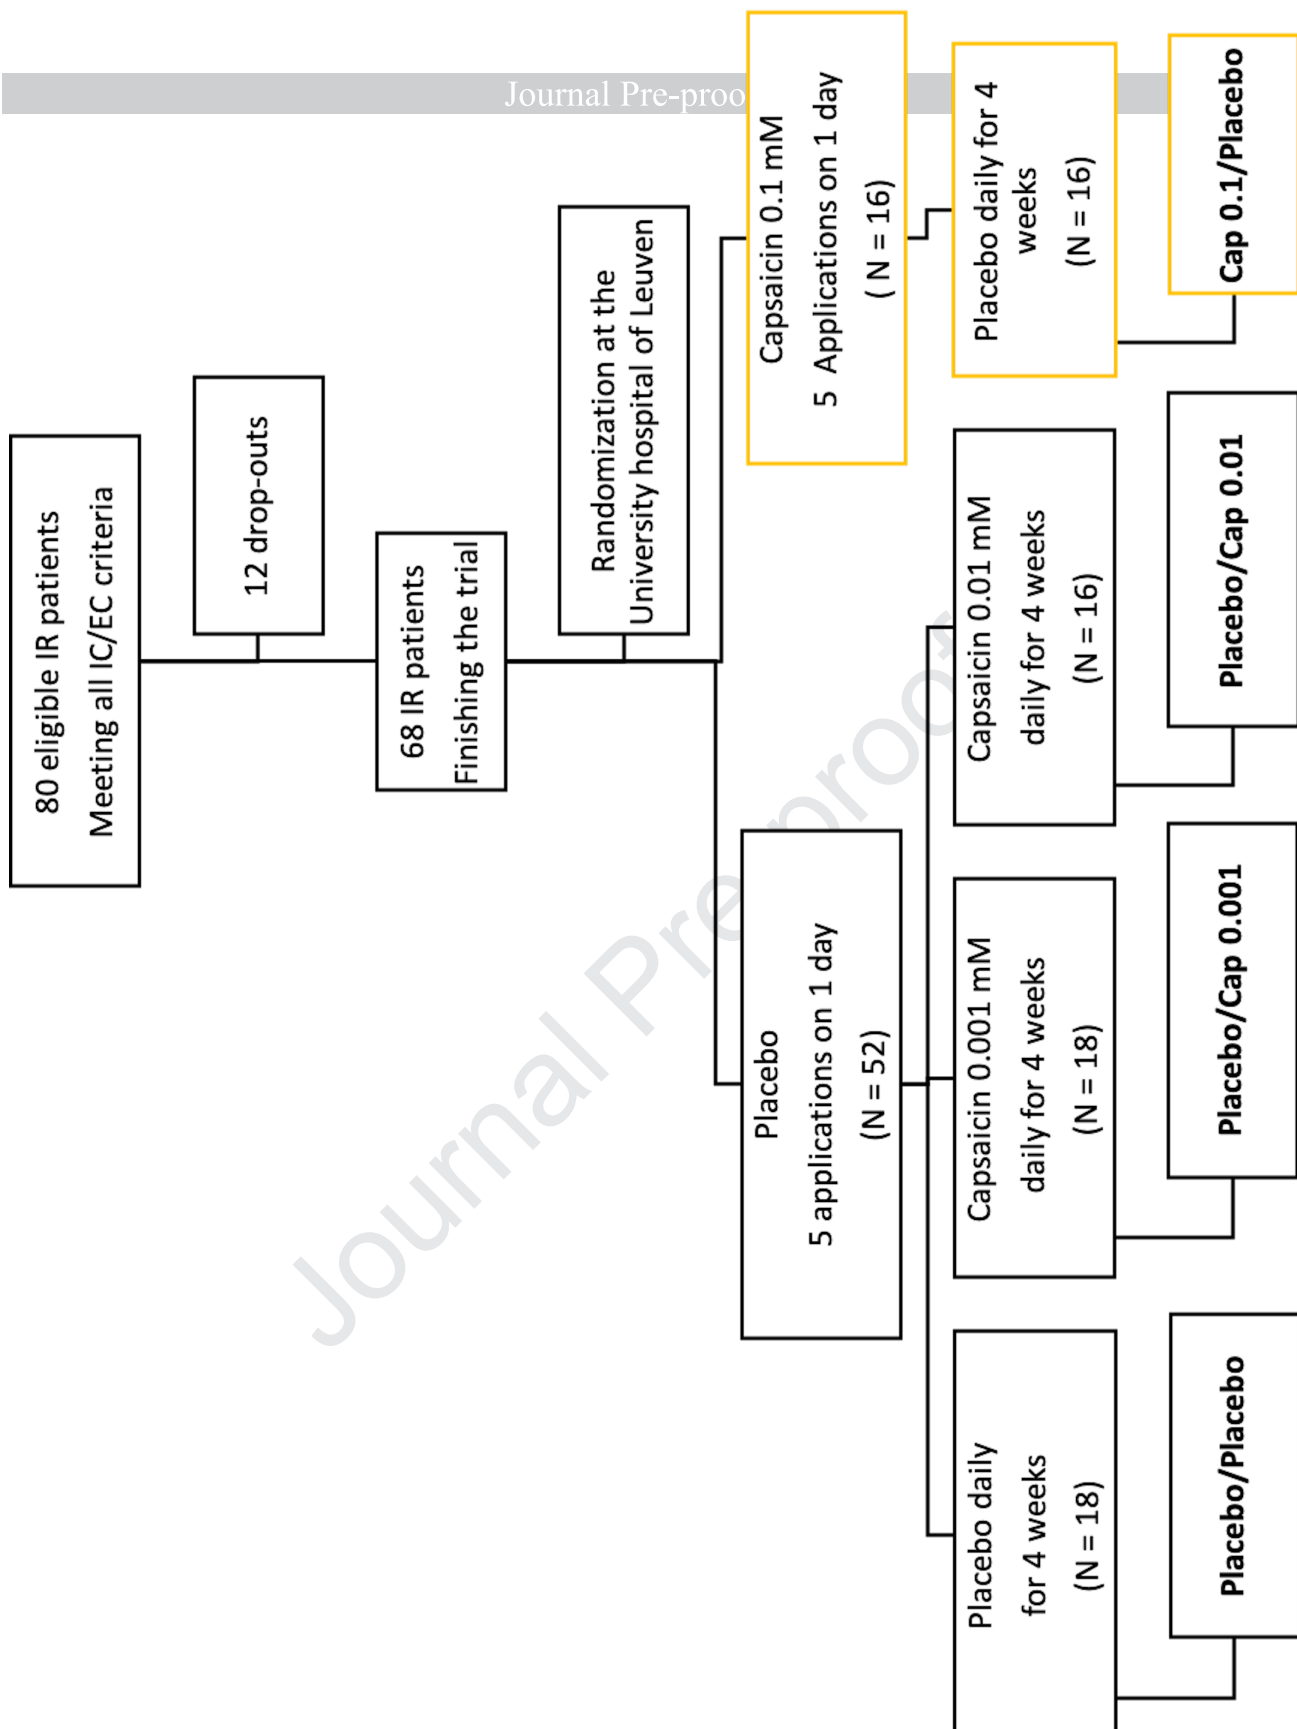 Journal Pre-proo
80 eligible IR patients
Meeting all IC/EC criteria
12 drop-outs
68 IR patients
Finishing the trial
Randomization at the
University hospital of Leuven
Placebo
5 applications on 1 day
(N = 52)
Capsaicin 0.1 mM
5 Applications on 1 day
( N = 16)
Placebo daily
for 4 weeks
(N = 18)
Capsaicin 0.001 mM
daily for 4 weeks
(N = 18)
Capsaicin 0.01 mM
daily for 4 weeks
(N = 16)
Placebo daily for 4
weeks
(N = 16)
Placebo/Placebo
Placebo/Cap 0.001
Placebo/Cap 0.01
Cap 0.1/Placebo
Journal Pre-proof